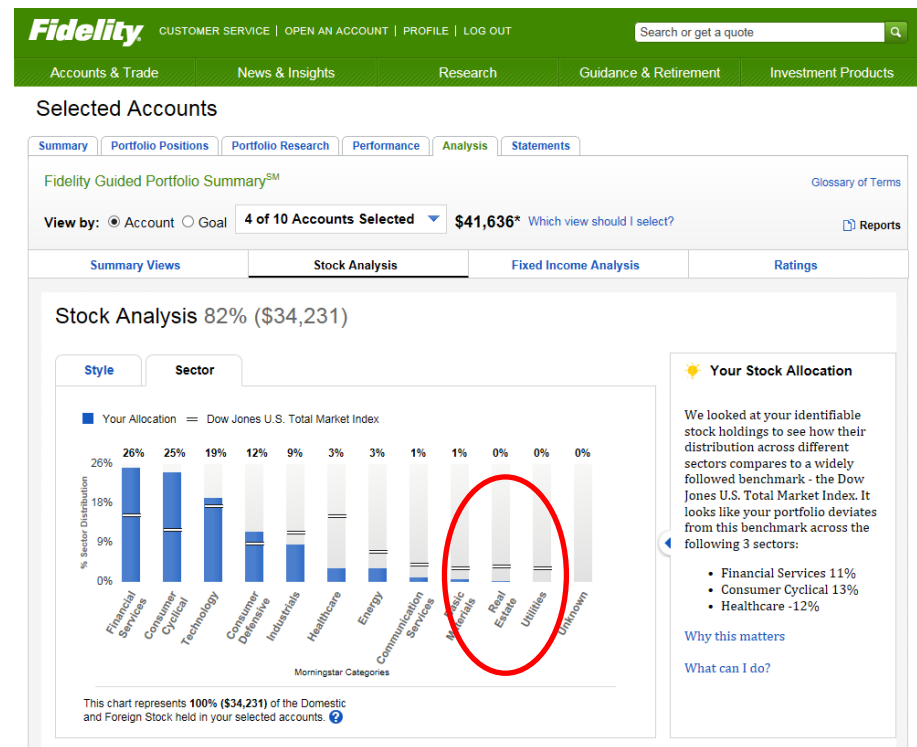 Fidelity CUSTOMER SERVICE | OPEN AN ACCOUNT | PROFILE | LOG OUT Search or get a quote
Accounts & Trade News & Insights Research Guidance & Retirement Investment Products
Selected Accounts
Summary Portfolio Positions Portfolio Research Performance Analysis Statements
Fidelity Guided Portfolio Summary℠ Glossary of Terms
View by: Account Goal 4 of 10 Accounts Selected $41,636* Which view should I select?
Reports
Summary Views Stock Analysis Fixed Income Analysis Ratings
Stock Analysis 82% ($34,231)
Style Sector
Your Allocation Dow Jones U.S. Total Market Index
26% 25% 19% 12% 9% 3% 3% 1% 1% 0% 0% 0%
26%
18%
9%
0%
% Sector Distribution
Financial Services
Consumer Cyclical
Technology
Consumer Defensive
Industrials
Healthcare
Energy
Communication Services
Basic Materials
Real Estate
Utilities
Unknown
Morningstar Categories
This chart represents 100% ($34,231) of the Domestic
and Foreign Stock held in your selected accounts. ?
Your Stock Allocation
We looked at your identifiable
stock holdings to see how their
distribution across different
sectors compares to a widely
followed benchmark - the Dow
Jones U.S. Total Market Index. It
looks like your portfolio deviates
from this benchmark across the
following 3 sectors:
• Financial Services 11%
• Consumer Cyclical 13%
• Healthcare -12%
Why this matters
What can I do?